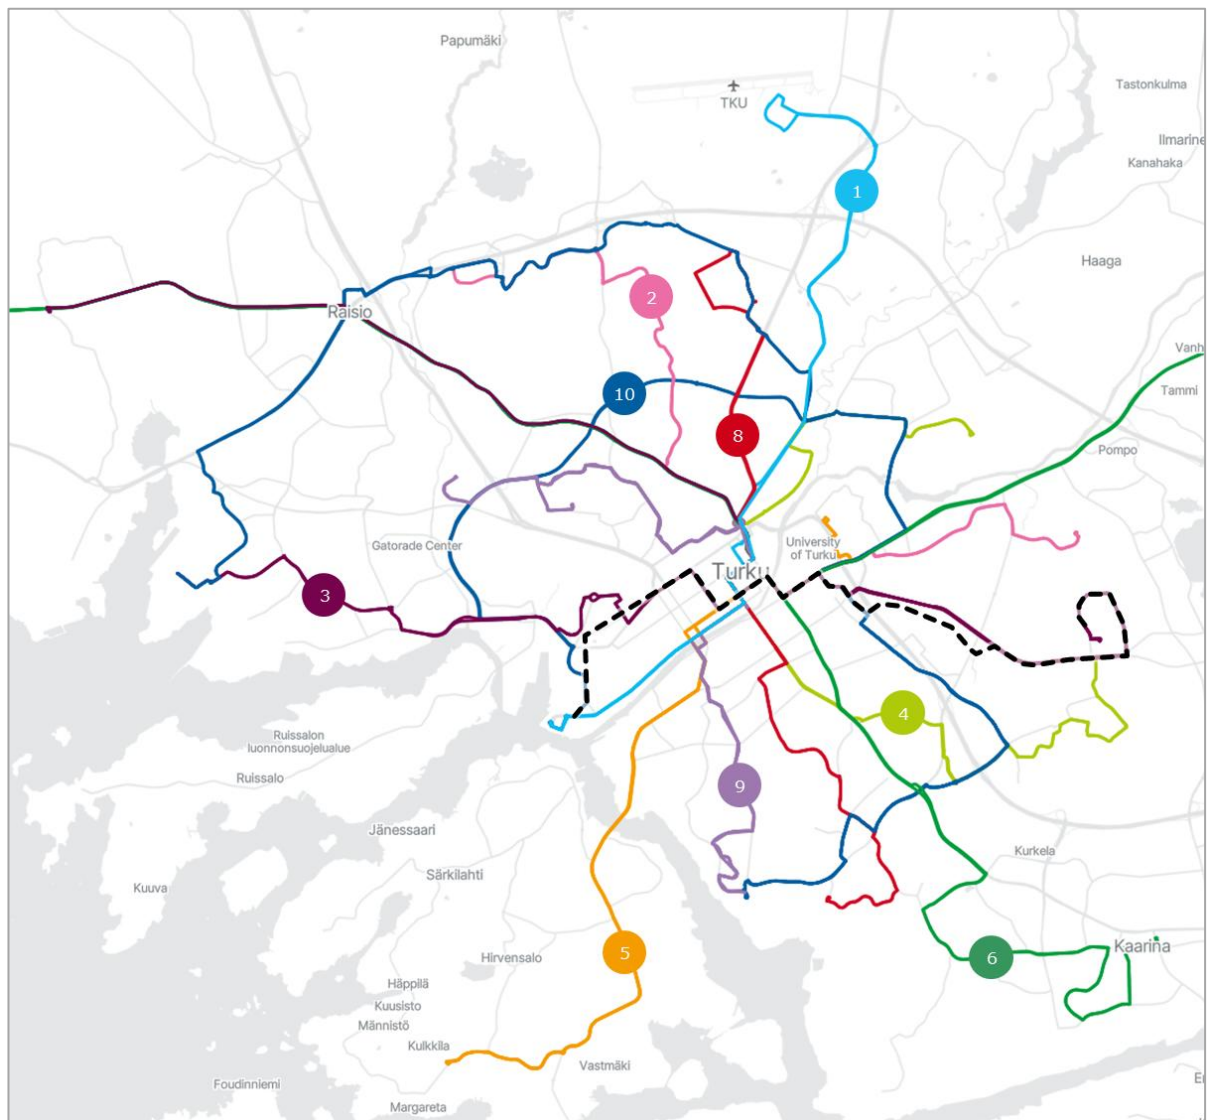 Papumäki
TKU
Tastonkulma
Ilmarine
Kanahaka
1
Haaga
2
Raisio
Vanh
Tammi
10
8
Pompo
Gatorade Center
University
of Turku
Turku
3
4
Ruissalon
luonnonsuojelualue
Ruissalo
9
Jänessaari
Kurkela
Särkilahti
Kuuva
Kaarina
5
6
Hirvensalo
Häppilä
Kuusisto
Männistö
Kulkkila
Vastmäki
Foudinniemi
Margareta